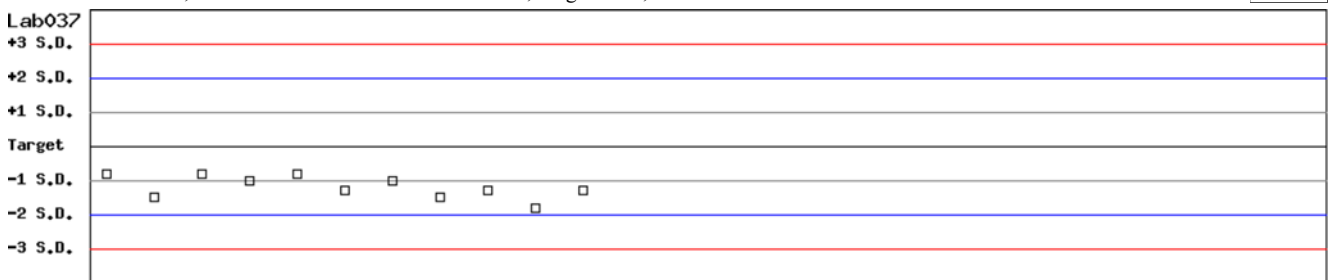 Lab037
+3 S.D.
+2 S.D.
+1 S.D.
Target
-1 S.D.
-2 S.D.
-3 S.D.